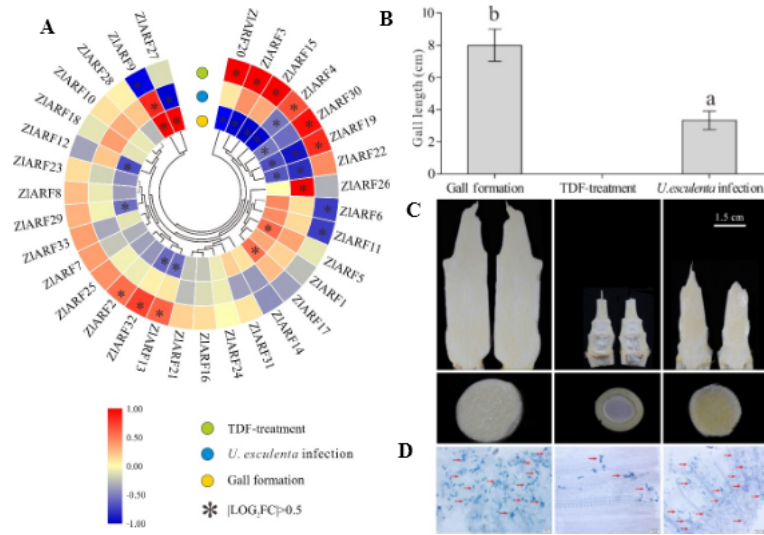 A
ZlARF20
ZlARF3
ZlARF15
ZlARF4
ZlARF30
ZlARF19
ZlARF22
ZlARF26
ZlARF6
ZlARF11
ZlARF5
ZlARF1
ZlARF17
ZlARF14
ZlARF31
ZlARF24
ZlARF16
ZlARF21
ZlARF13
ZlARF32
ZlARF2
ZlARF25
ZlARF7
ZlARF33
ZlARF29
ZlARF8
ZlARF23
ZlARF12
ZlARF18
ZlARF10
ZlARF28
ZlARF9
ZlARF27
1.00
0.50
0.00
-0.50
-1.00
TDF-treatment
U. esculenta infection
Gall formation
* |LOG2FC|>0.5
B
Gall length (cm)
10
8
6
4
2
0
b
a
Gall formation
TDF-treatment
U.esculenta infection
C
1.5 cm
D